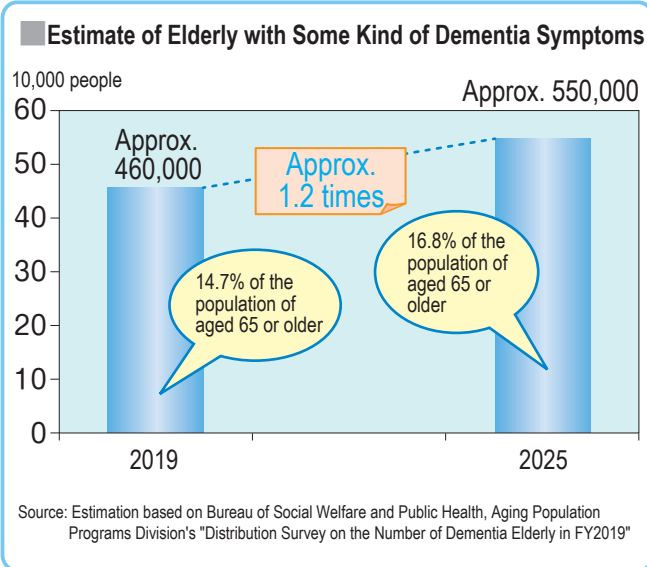 Estimate of Elderly with Some Kind of Dementia Symptoms
10,000 people
Approx. 550,000
60
50
40
30
20
10
0
Approx.
460,000
Approx.
1.2 times
14.7% of the
population of
aged 65 or older
16.8% of the
population of
aged 65 or
older
2019
2025
Source: Estimation based on Bureau of Social Welfare and Public Health, Aging Population
Programs Division's "Distribution Survey on the Number of Dementia Elderly in FY2019"